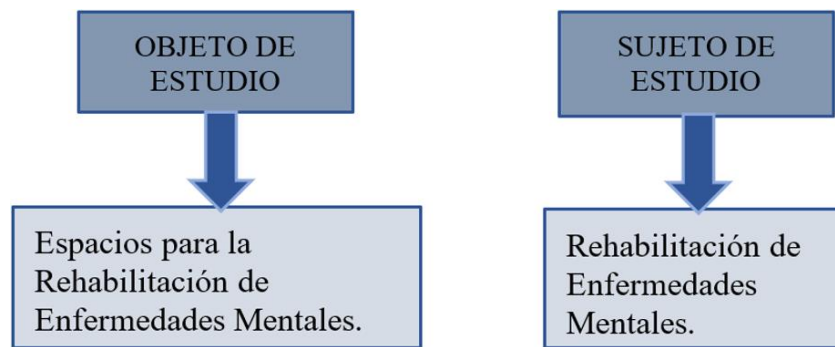 OBJETO DE
ESTUDIO
Espacios para la
Rehabilitación de
Enfermedades Mentales.
SUJETO DE
ESTUDIO
Rehabilitación de
Enfermedades
Mentales.